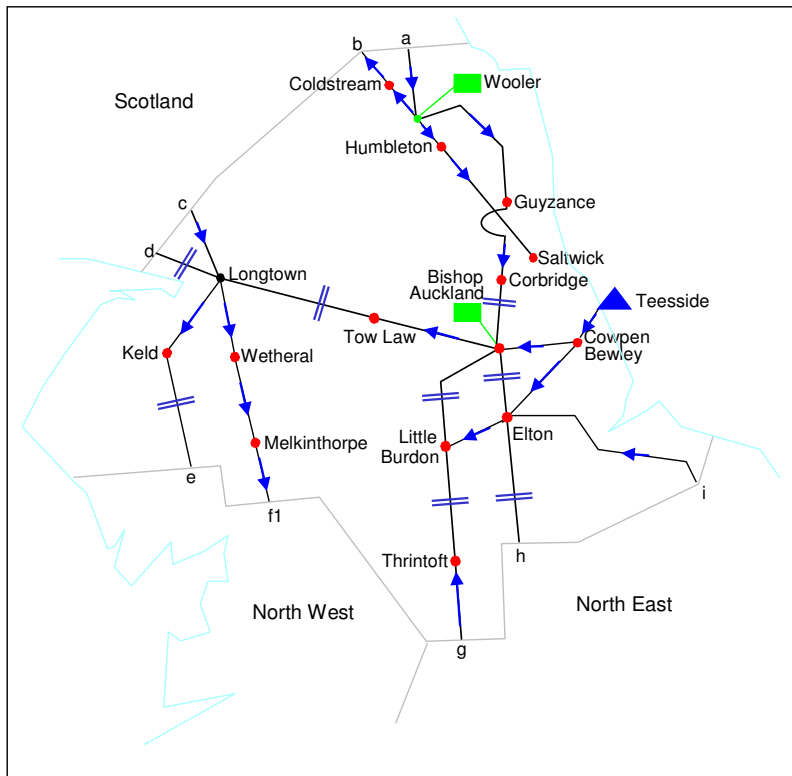 b
a
Coldstream
Wooler
Scotland
Humbleton
Guyzance
c
d
Saltwick
Longtown
Bishop
Auckland
Corbridge
Teesside
Tow Law
Cowpen
Bewley
Keld
Wetheral
Little
Burdon
Elton
Melkinthorpe
e
f1
i
h
Thrintoft
North West
North East
g